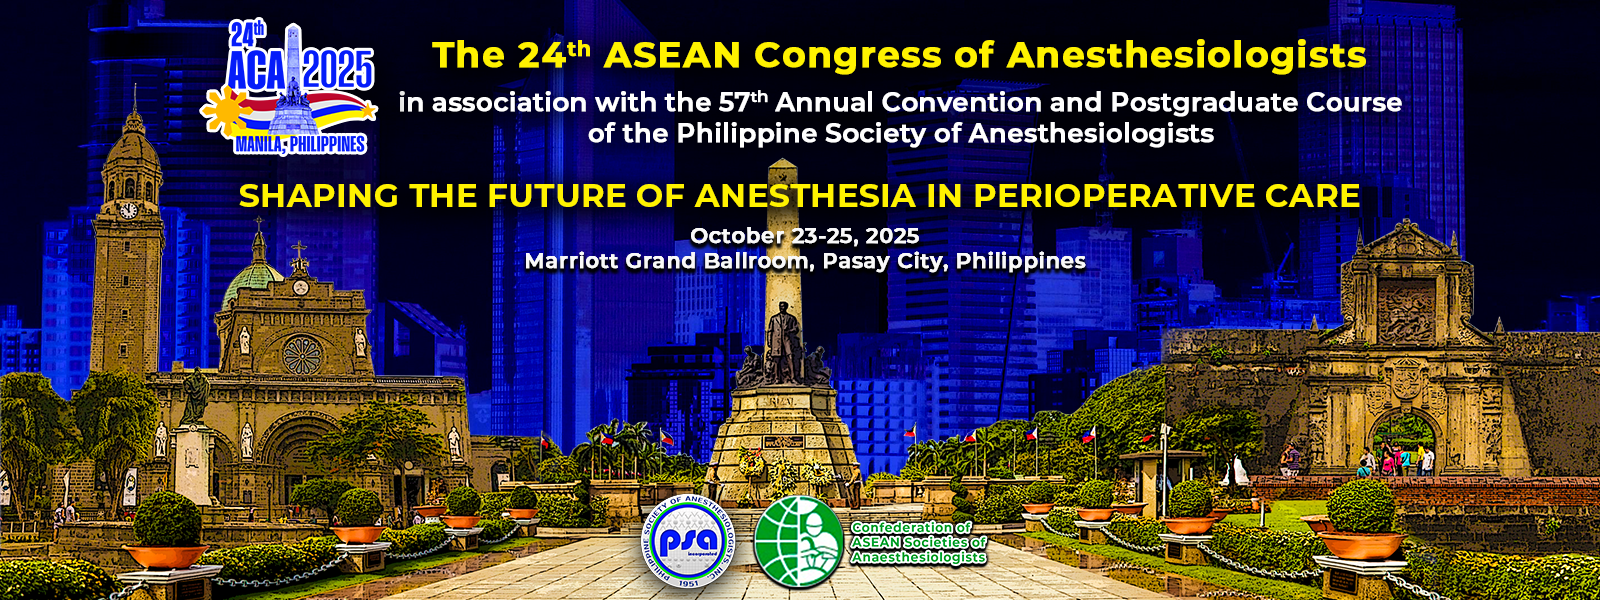 24th
ACA 2025
MANILA, PHILIPPINES
The 24th ASEAN Congress of Anesthesiologists
in association with the 57th Annual Convention and Postgraduate Course
of the Philippine Society of Anesthesiologists
SHAPING THE FUTURE OF ANESTHESIA IN PERIOPERATIVE CARE
October 23-25, 2025
Marriott Grand Ballroom, Pasay City, Philippines
SMART
RIZAL
PHILIPPINE SOCIETY OF ANESTHESIOLOGISTS, INC.
psa
incorporated
1951
Confederation of
ASEAN Societies of
Anaesthesiologists